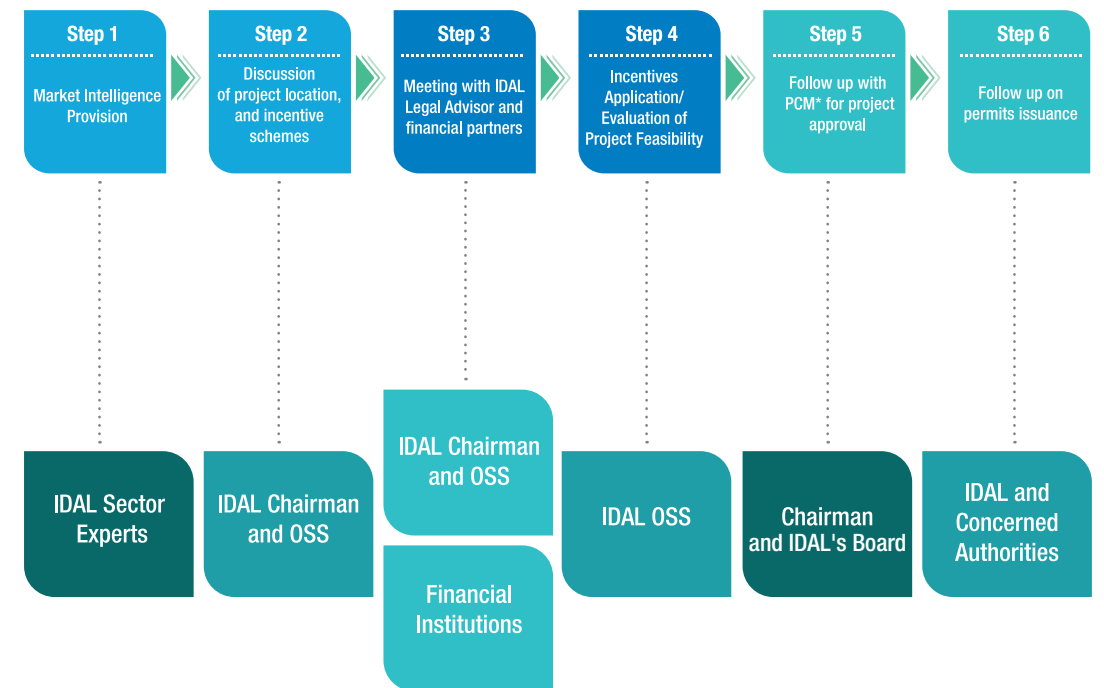 Step 1
Market Intelligence
Provision
Step 2
Discussion
of project location,
and incentive
schemes
Step 3
Meeting with IDAL
Legal Advisor and
financial partners
Step 4
Incentives
Application/
Evaluation of
Project Feasibility
Step 5
Follow up with
PCM* for project
approval
Step 6
Follow up on
permits issuance
IDAL Sector
Experts
IDAL Chairman
and OSS
IDAL Chairman
and OSS
Financial
Institutions
IDAL OSS
Chairman
and IDAL's Board
IDAL and
Concerned
Authorities